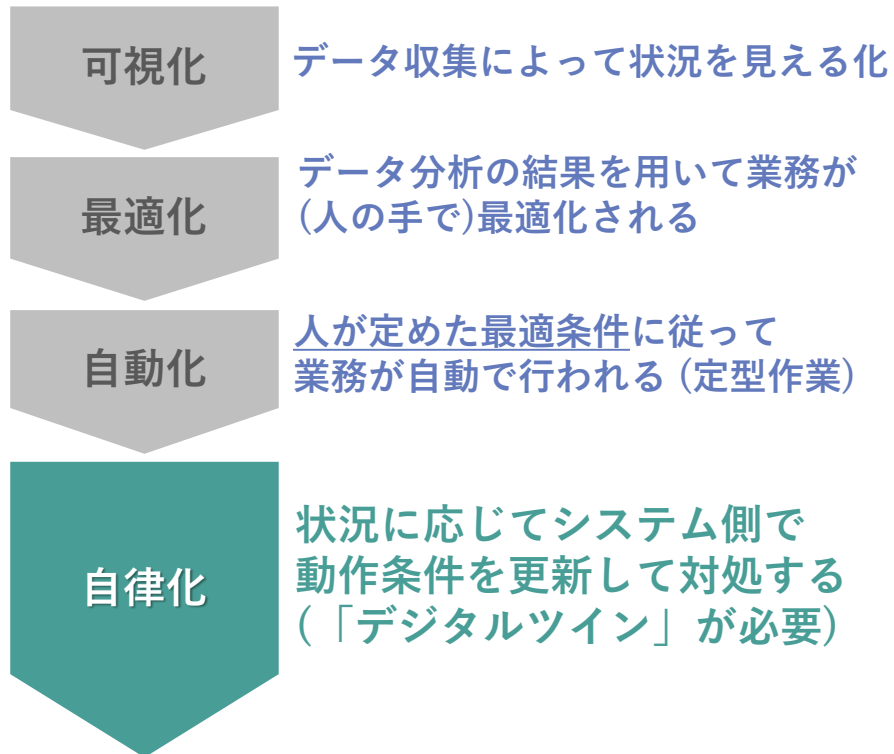 可視化
データ収集によって状況を見える化
最適化
データ分析の結果を用いて業務が
(人の手で)最適化される
自動化
人が定めた最適条件に従って
業務が自動で行われる (定型作業)
自律化
状況に応じてシステム側で
動作条件を更新して対処する
(「デジタルツイン」が必要)